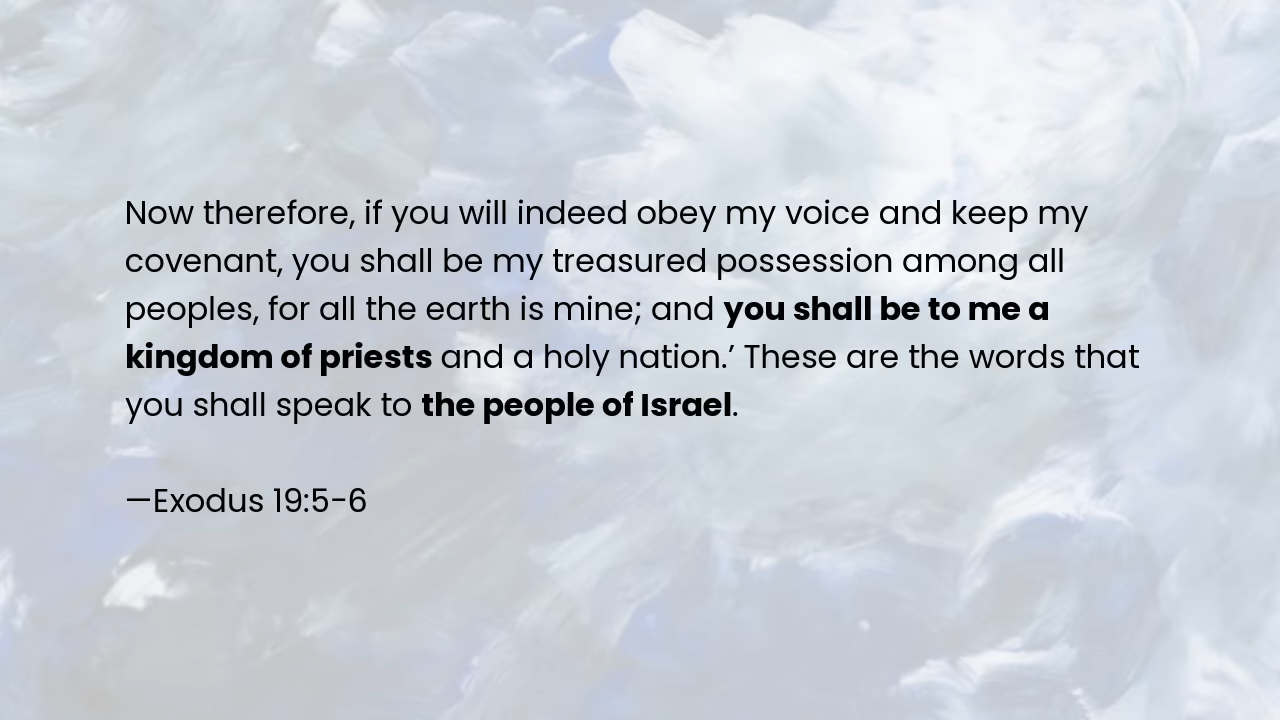 Now therefore, if you will indeed obey my voice and keep my
covenant, you shall be my treasured possession among all
peoples, for all the earth is mine; and you shall be to me a
kingdom of priests and a holy nation.’ These are the words that
you shall speak to the people of Israel.
—Exodus 19:5-6